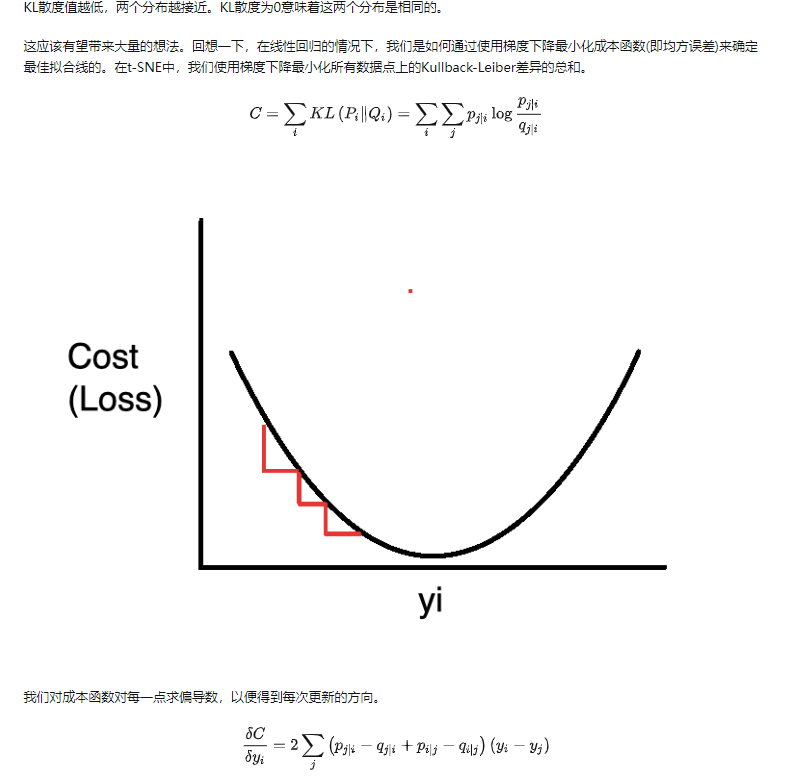 KL散度值越低，两个分布越接近。KL散度为0意味着这两个分布是相同的。
这应该有望带来大量的想法。回想一下，在线性回归的情况下，我们是如何通过使用梯度下降最小化成本函数(即均方误差)来确定
最佳拟合线的。在t-SNE中，我们使用梯度下降最小化所有数据点上的Kullback-Leiber差异的总和。
C = ∑_i KL (P_i‖Q_i) = ∑_i ∑_j p_{j|i} log p_{j|i}/q_{j|i}
Cost
(Loss)
yi
我们对成本函数对每一点求偏导数，以便得到每次更新的方向。
δC/δy_i = 2 ∑_j (p_{j|i} − q_{j|i} + p_{i|j} − q_{i|j}) (y_i − y_j)